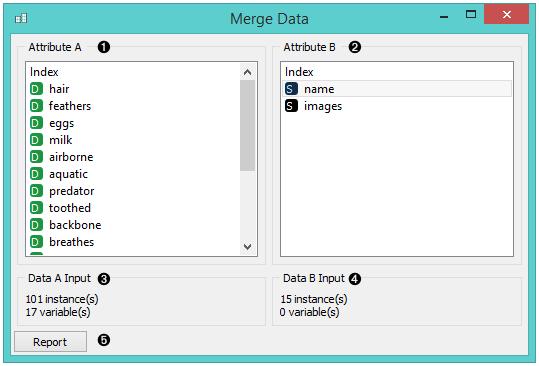 Merge Data
Attribute A ❶
Index
D hair
D feathers
D eggs
D milk
D airborne
D aquatic
D predator
D toothed
D backbone
D breathes
Attribute B ❷
Index
S name
S images
Data A Input ❸
101 instance(s)
17 variable(s)
Data B Input ❹
15 instance(s)
0 variable(s)
Report ❺